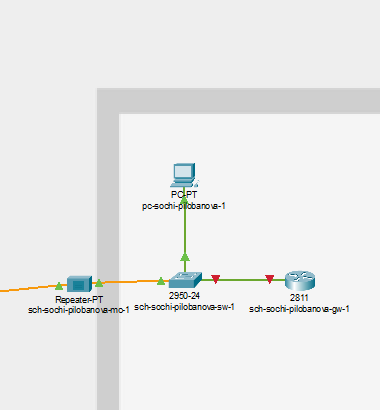 PC-PT
pc-sochi-pilobanova-1
Repeater-PT
sch-sochi-pilobanova-mc-1
2950-24
sch-sochi-pilobanova-sw-1
2811
sch-sochi-pilobanova-gw-1